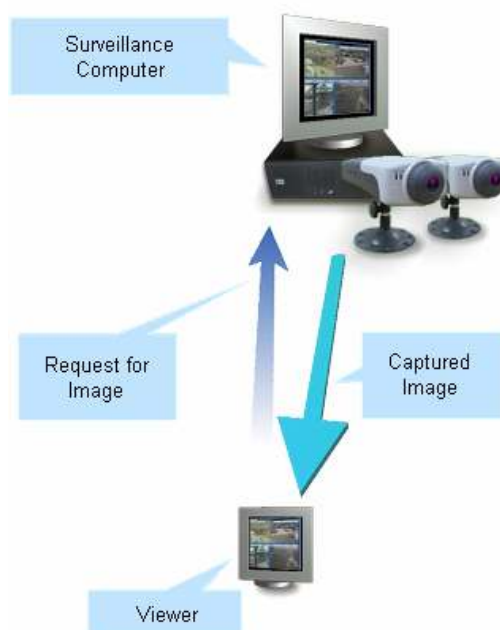 Surveillance
Computer
Request for
Image
Captured
Image
Viewer